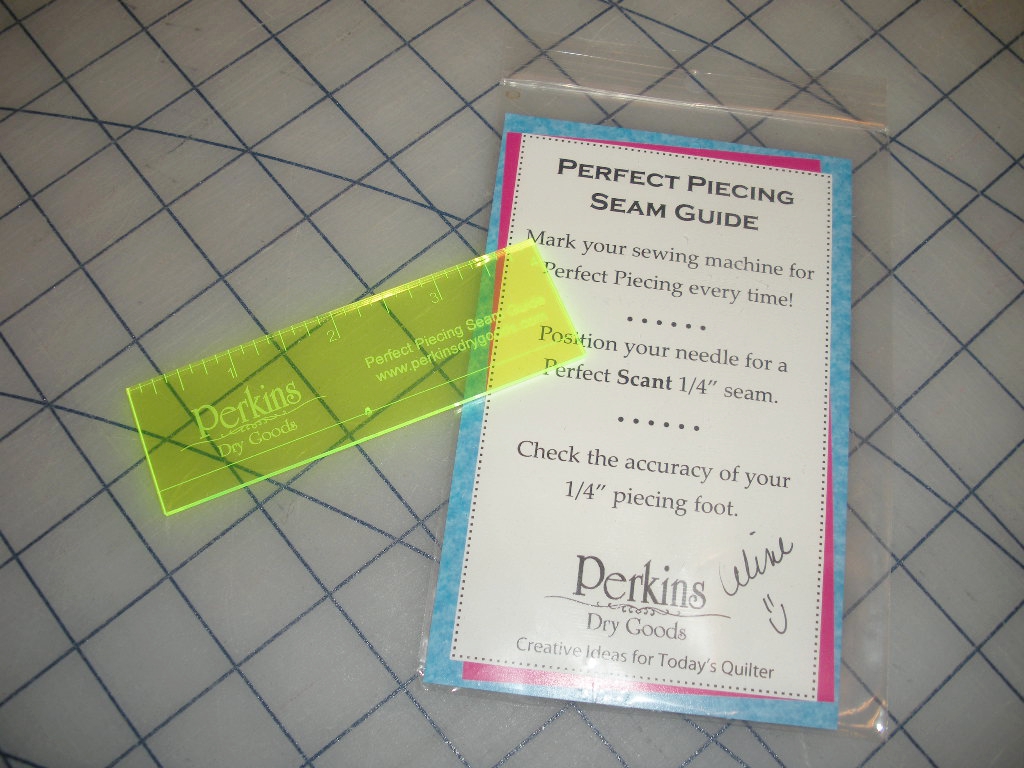 PERFECT PIECING
SEAM GUIDE
Mark your sewing machine for
Perfect Piecing every time!
Position your needle for a
Perfect Scant 1/4" seam.
Check the accuracy of your
1/4" piecing foot.
Perkins
Dry Goods
Creative Ideas for Today's Quilter
1
2
3
Perfect Piecing Seam Guide
www.perkinsdrygoods.com
Perkins
Dry Goods